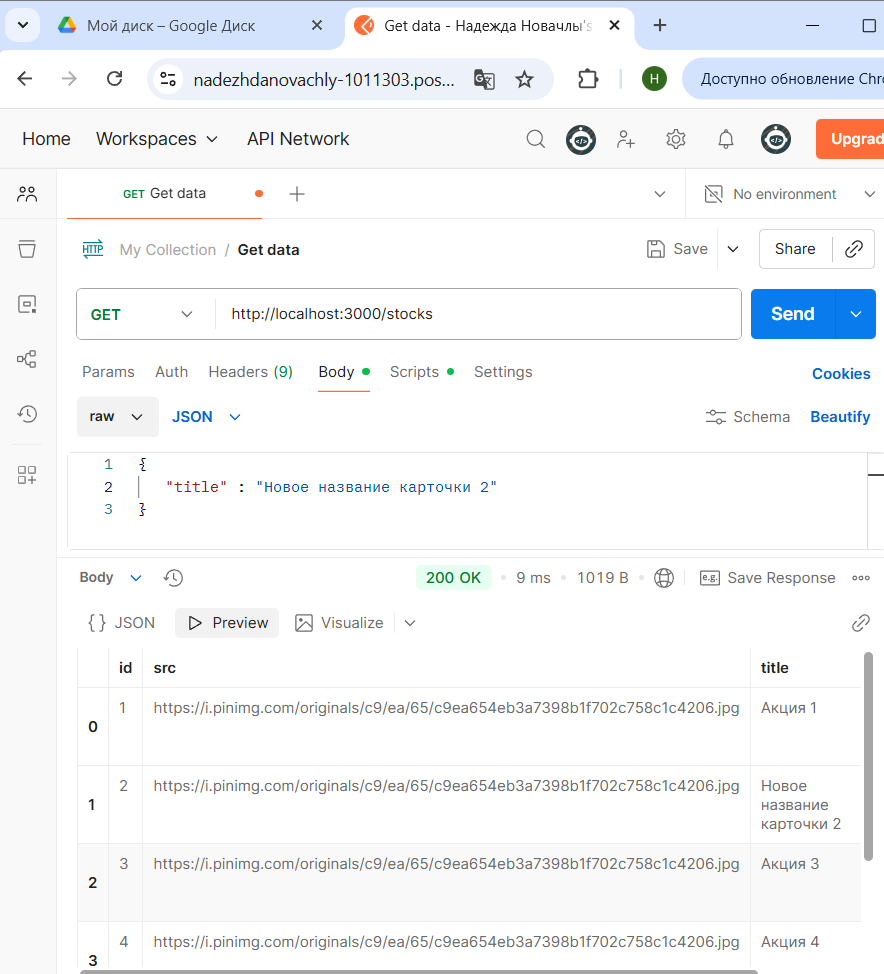 Мой диск – Google Диск
Get data - Надежда Новачлы's
nadezhdanovachly-1011303.pos...
H
Доступно обновление Chr
Home Workspaces API Network
Upgrad
GET Get data
No environment
HTTP My Collection / Get data
Save
Share
GET http://localhost:3000/stocks
Send
Params Auth Headers (9) Body Scripts Settings
Cookies
raw JSON
Schema Beautify
1 {
2 "title" : "Новое название карточки 2"
3 }
Body 200 OK 9 ms 1019 B e.g. Save Response
{} JSON Preview Visualize
id src title
0 1 https://i.pinimg.com/originals/c9/ea/65/c9ea654eb3a7398b1f702c758c1c4206.jpg Акция 1
1 2 https://i.pinimg.com/originals/c9/ea/65/c9ea654eb3a7398b1f702c758c1c4206.jpg Новое
название
карточки 2
2 3 https://i.pinimg.com/originals/c9/ea/65/c9ea654eb3a7398b1f702c758c1c4206.jpg Акция 3
3 4 https://i.pinimg.com/originals/c9/ea/65/c9ea654eb3a7398b1f702c758c1c4206.jpg Акция 4